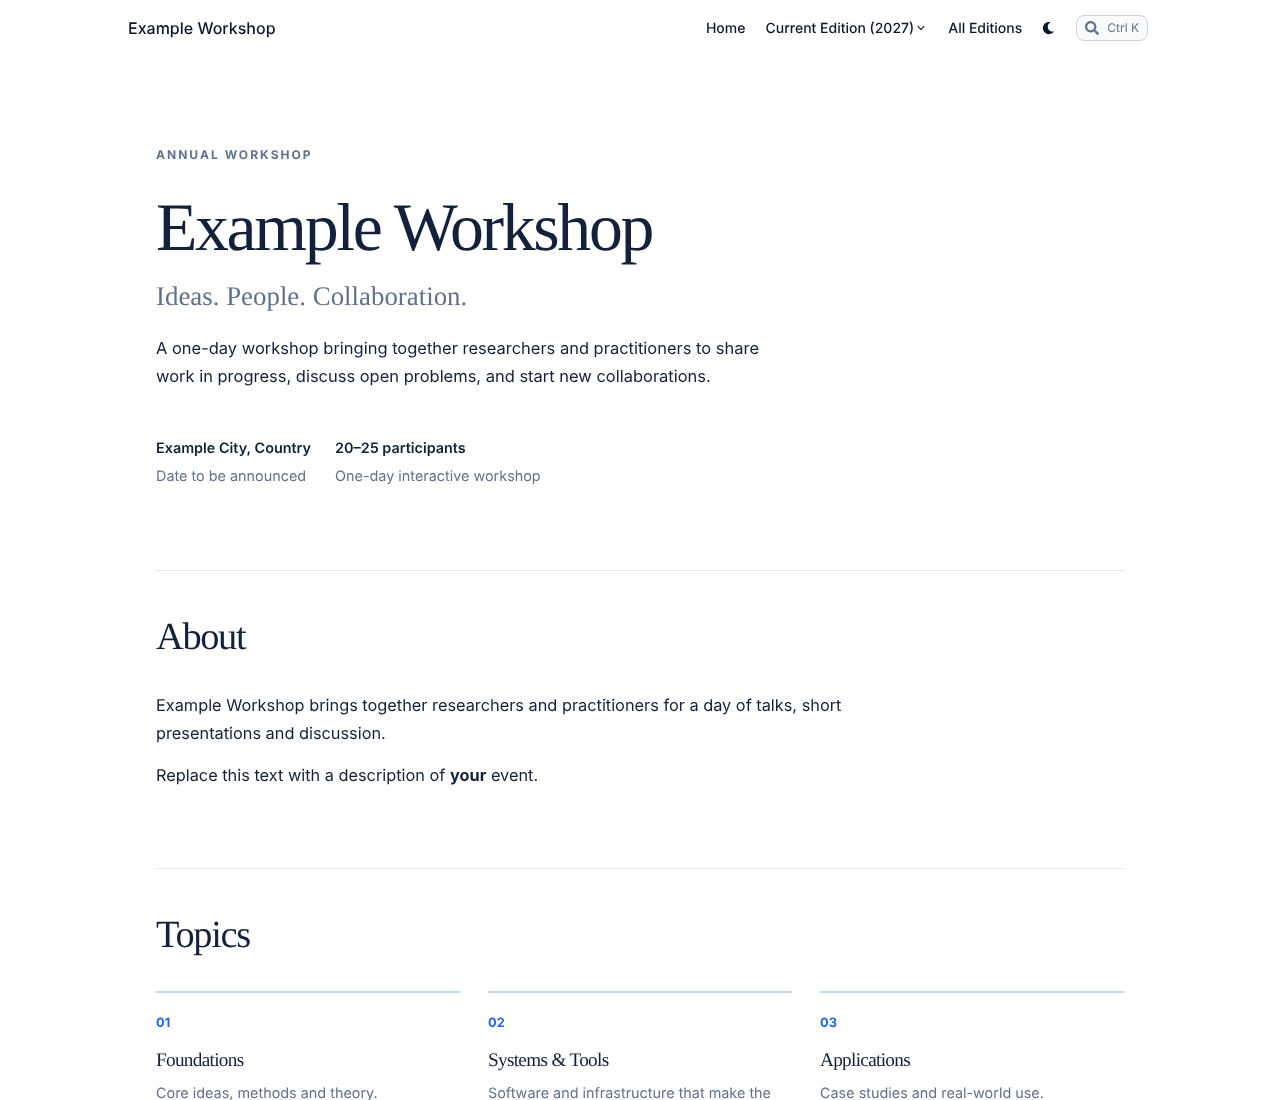 Example Workshop
Home
Current Edition (2027)
All Editions
Ctrl K
ANNUAL WORKSHOP
Example Workshop
Ideas. People. Collaboration.
A one-day workshop bringing together researchers and practitioners to share
work in progress, discuss open problems, and start new collaborations.
Example City, Country
Date to be announced
20–25 participants
One-day interactive workshop
About
Example Workshop brings together researchers and practitioners for a day of talks, short
presentations and discussion.
Replace this text with a description of your event.
Topics
01
Foundations
Core ideas, methods and theory.
02
Systems & Tools
Software and infrastructure that make the
03
Applications
Case studies and real-world use.